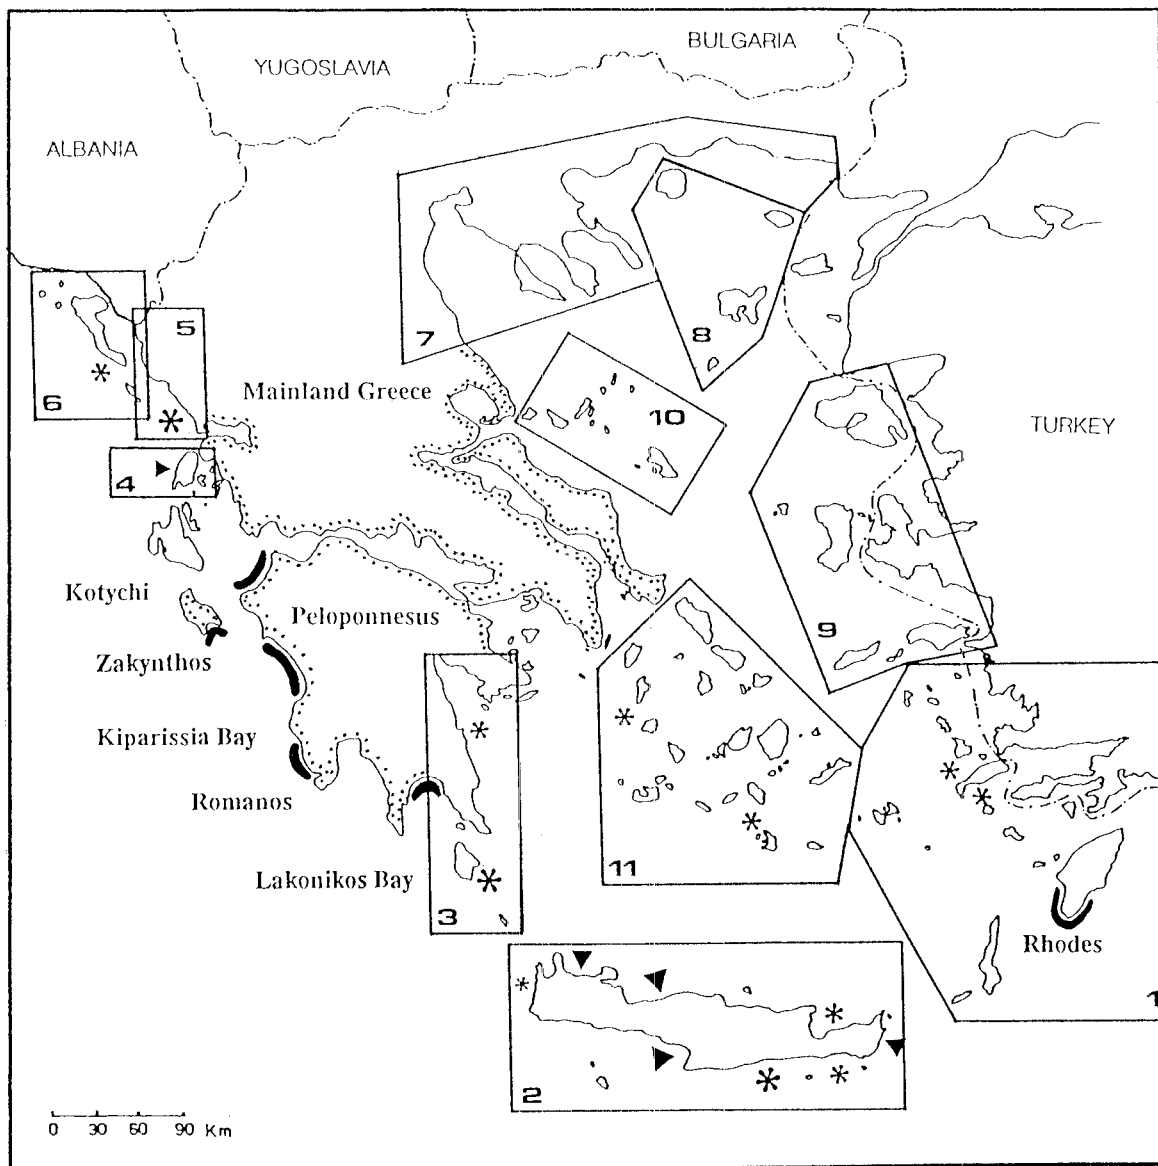 BULGARIA
YUGOSLAVIA
ALBANIA
5
7
8
6
Mainland Greece
10
TURKEY
4
Kotychi
Peloponnesus
9
Zakynthos
Kiparissia Bay
Romanos
11
Lakonikos Bay
3
Rhodes
1
2
0 30 60 90 Km